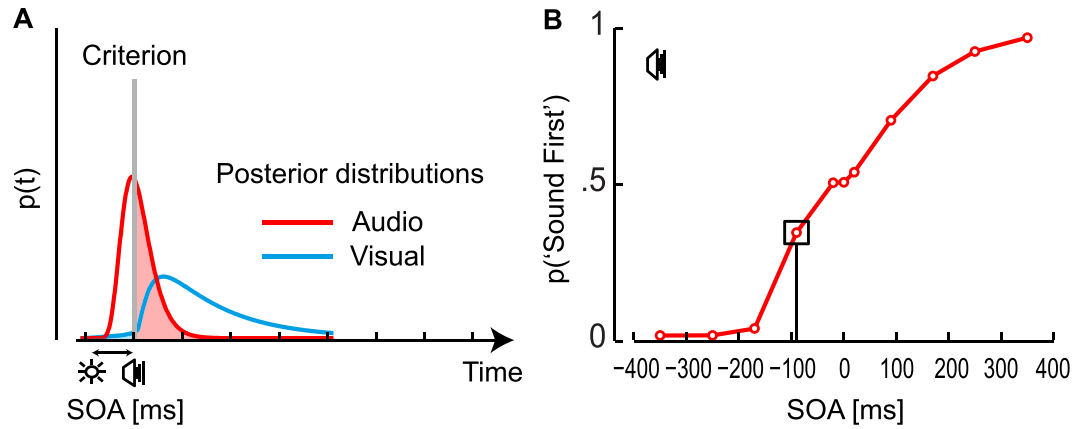 A
Criterion
p(t)
Posterior distributions
Audio
Visual
Time
SOA [ms]
B
p(‘Sound First’)
1
.5
0
−400 −300 −200 −100 0 100 200 300 400
SOA [ms]